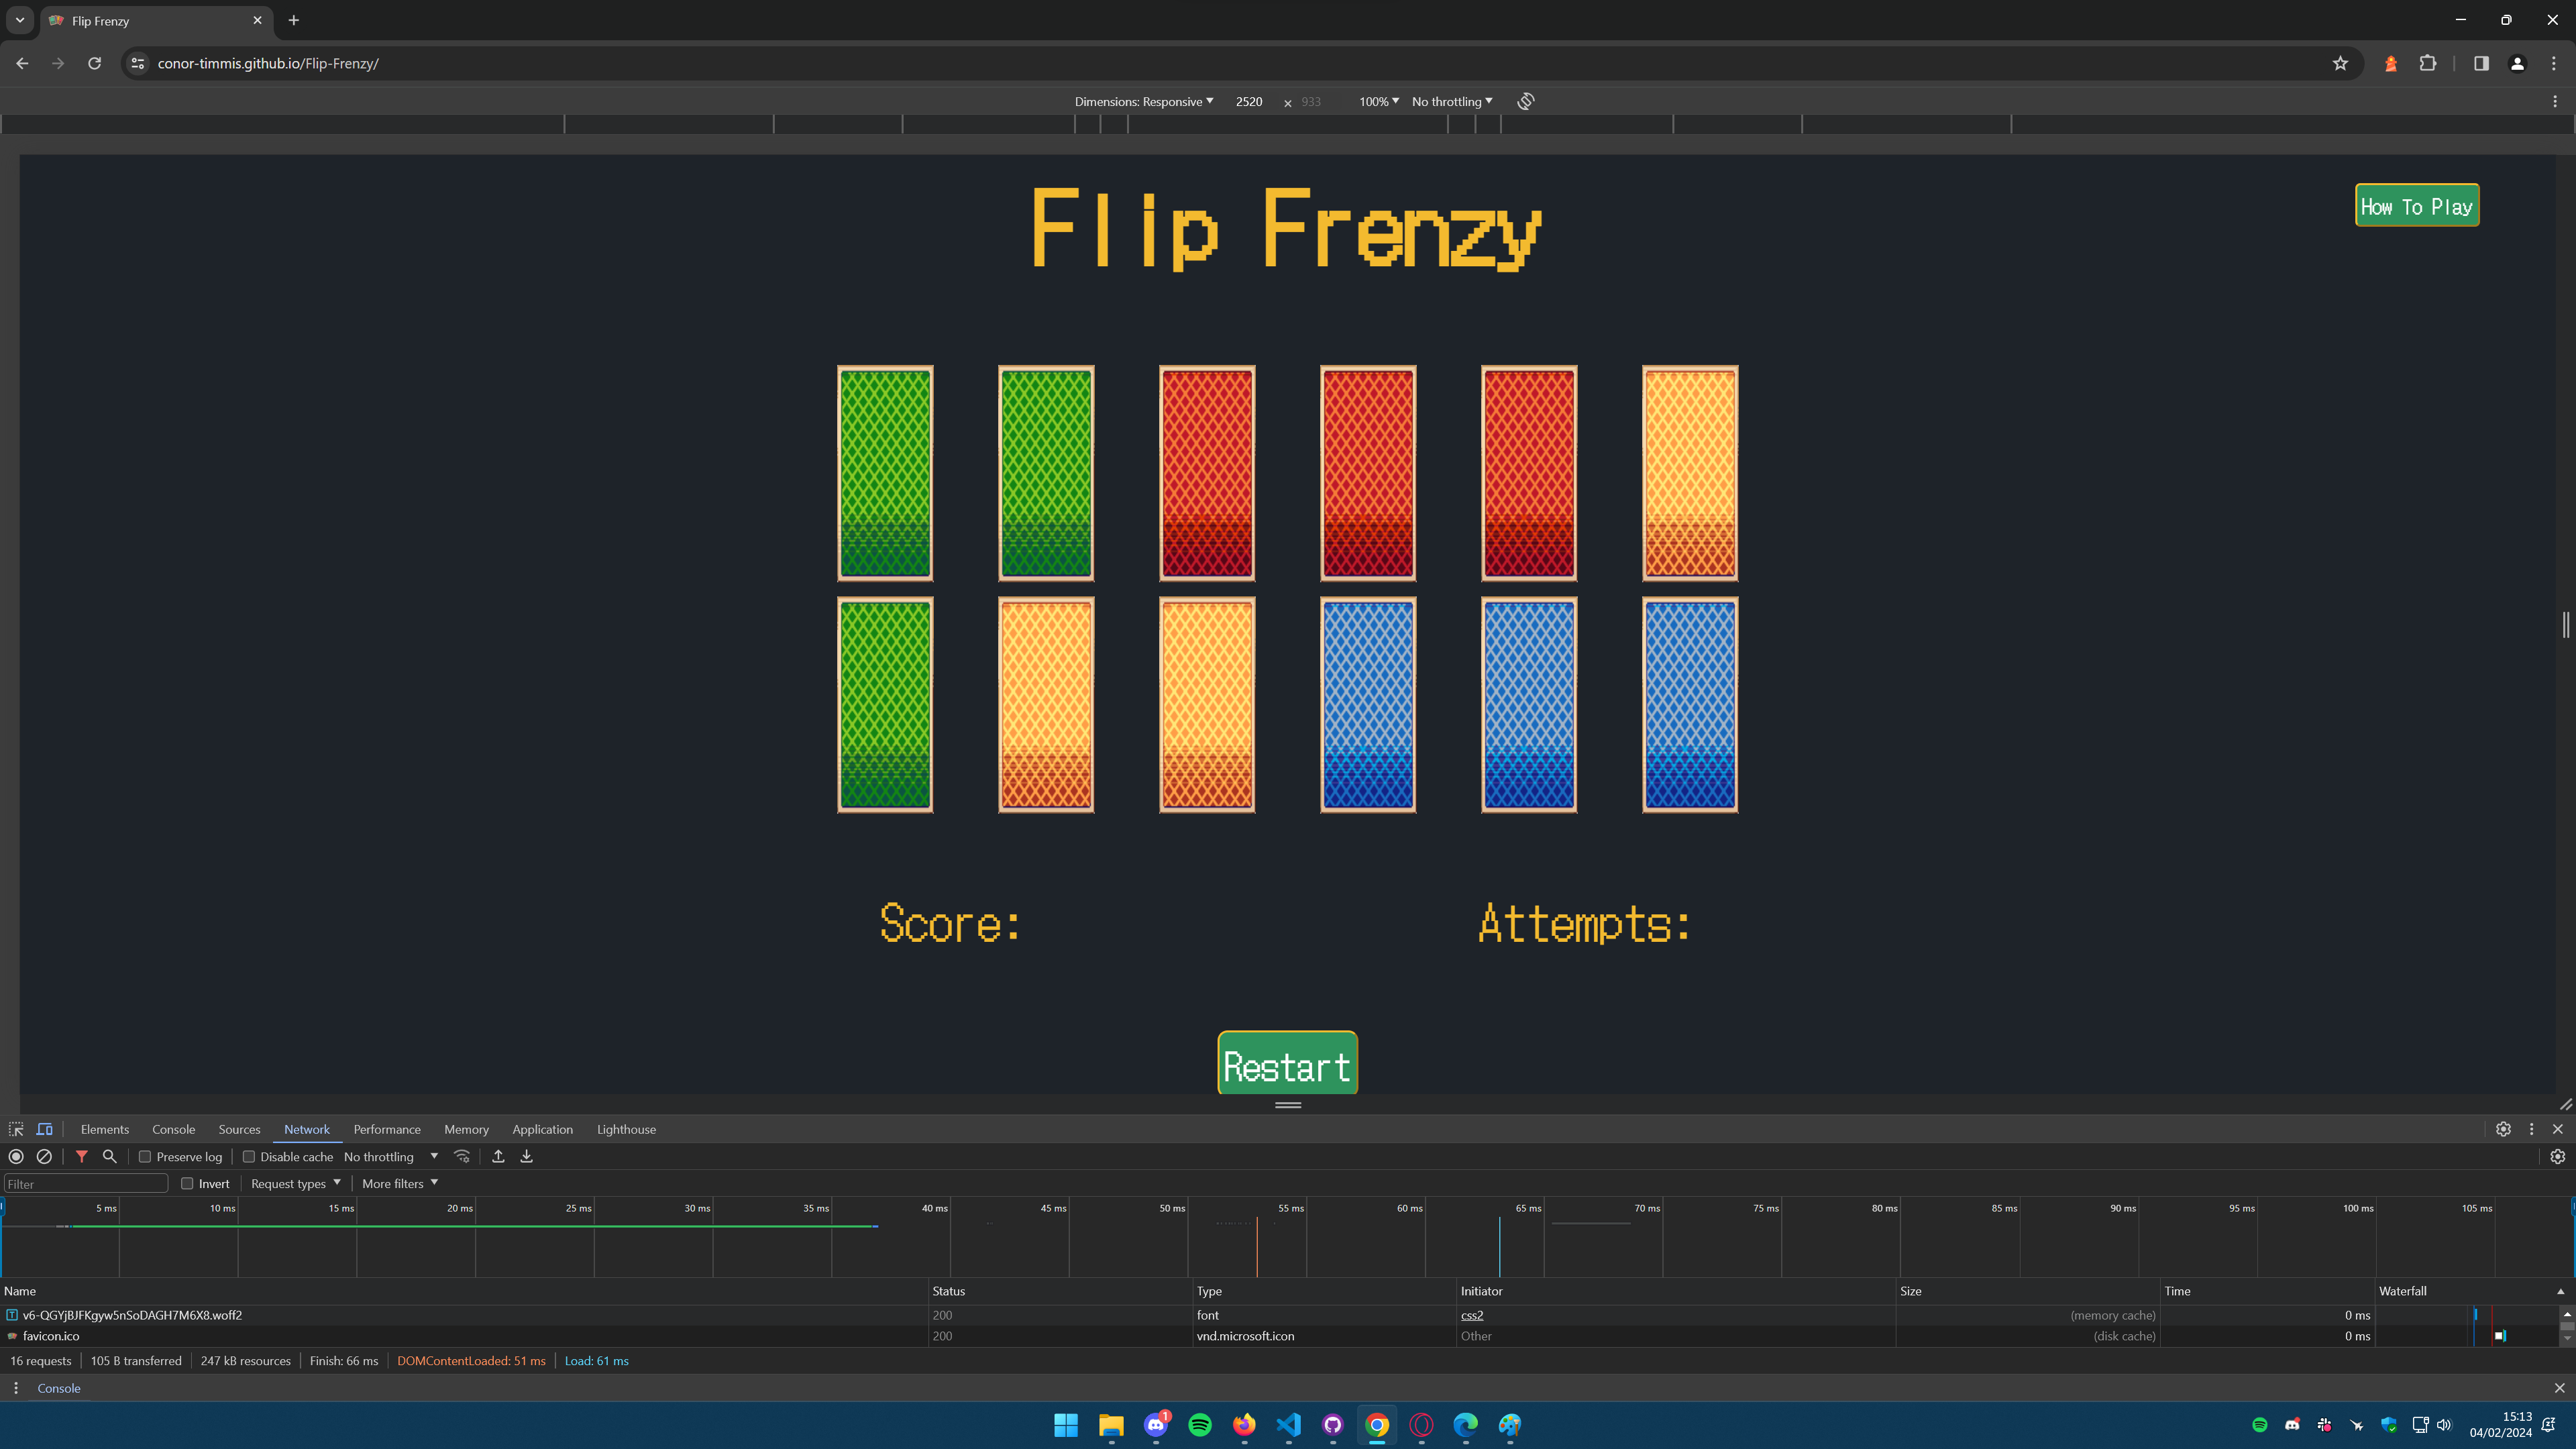 Flip Frenzy
conor-timmis.github.io/Flip-Frenzy/
Dimensions: Responsive 2520 × 933 100% No throttling
Flip Frenzy
How To Play
Score: Attempts:
Restart
Elements Console Sources Network Performance Memory Application Lighthouse
Preserve log Disable cache No throttling
Filter Invert Request types More filters
5 ms 10 ms 15 ms 20 ms 25 ms 30 ms 35 ms 40 ms 45 ms 50 ms 55 ms 60 ms 65 ms 70 ms 75 ms 80 ms 85 ms 90 ms 95 ms 100 ms 105 ms
Name Status Type Initiator Size Time Waterfall
v6-QGYjBJFKgyw5nSoDAGH7M6X8.woff2 200 font css2 (memory cache) 0 ms
favicon.ico 200 vnd.microsoft.icon Other (disk cache) 0 ms
16 requests 105 B transferred 247 kB resources Finish: 66 ms DOMContentLoaded: 51 ms Load: 61 ms
Console
1
15:13
04/02/2024